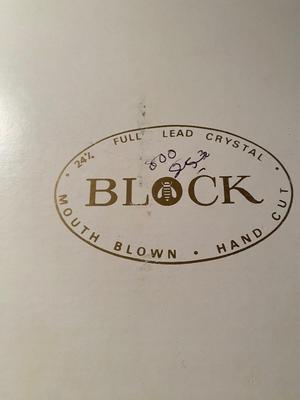 24% FULL LEAD CRYSTAL
800
BLOCK
MOUTH BLOWN · HAND CUT